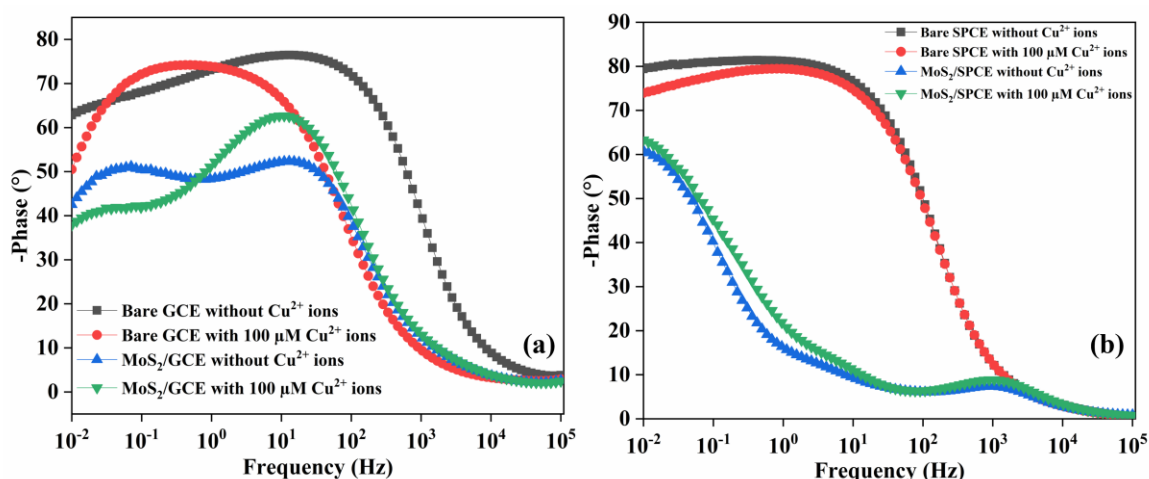 (a)
80
70
60
50
40
30
20
10
0
-Phase (°)
Bare GCE without Cu²⁺ ions
Bare GCE with 100 µM Cu²⁺ ions
MoS₂/GCE without Cu²⁺ ions
MoS₂/GCE with 100 µM Cu²⁺ ions
10⁻² 10⁻¹ 10⁰ 10¹ 10² 10³ 10⁴ 10⁵
Frequency (Hz)
(b)
90
80
70
60
50
40
30
20
10
0
-Phase (°)
Bare SPCE without Cu²⁺ ions
Bare SPCE with 100 µM Cu²⁺ ions
MoS₂/SPCE without Cu²⁺ ions
MoS₂/SPCE with 100 µM Cu²⁺ ions
10⁻² 10⁻¹ 10⁰ 10¹ 10² 10³ 10⁴ 10⁵
Frequency (Hz)